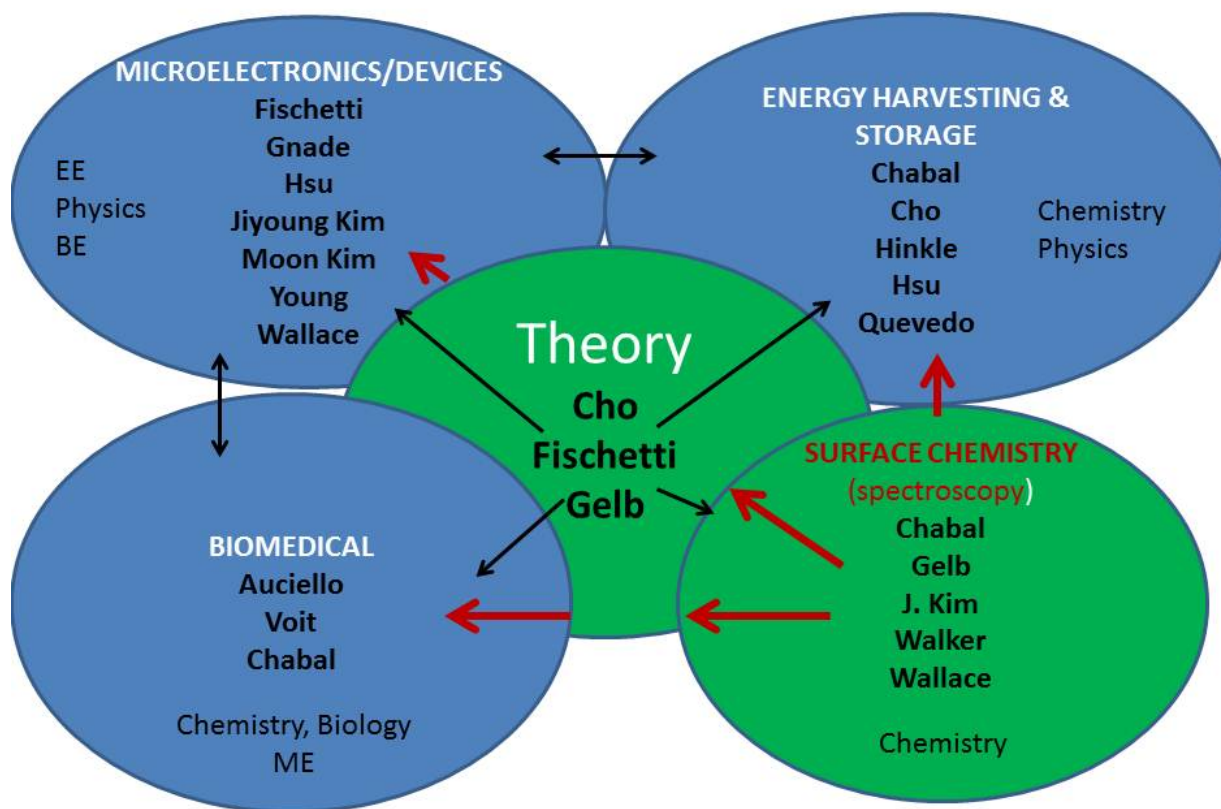 MICROELECTRONICS/DEVICES
Fischetti
Gnade
Hsu
Jiyoung Kim
Moon Kim
Young
Wallace
EE
Physics
BE
ENERGY HARVESTING &
STORAGE
Chabal
Cho
Hinkle
Hsu
Quevedo
Chemistry
Physics
Theory
Cho
Fischetti
Gelb
BIOMEDICAL
Auciello
Voit
Chabal
Chemistry, Biology
ME
SURFACE CHEMISTRY
(spectroscopy)
Chabal
Gelb
J. Kim
Walker
Wallace
Chemistry